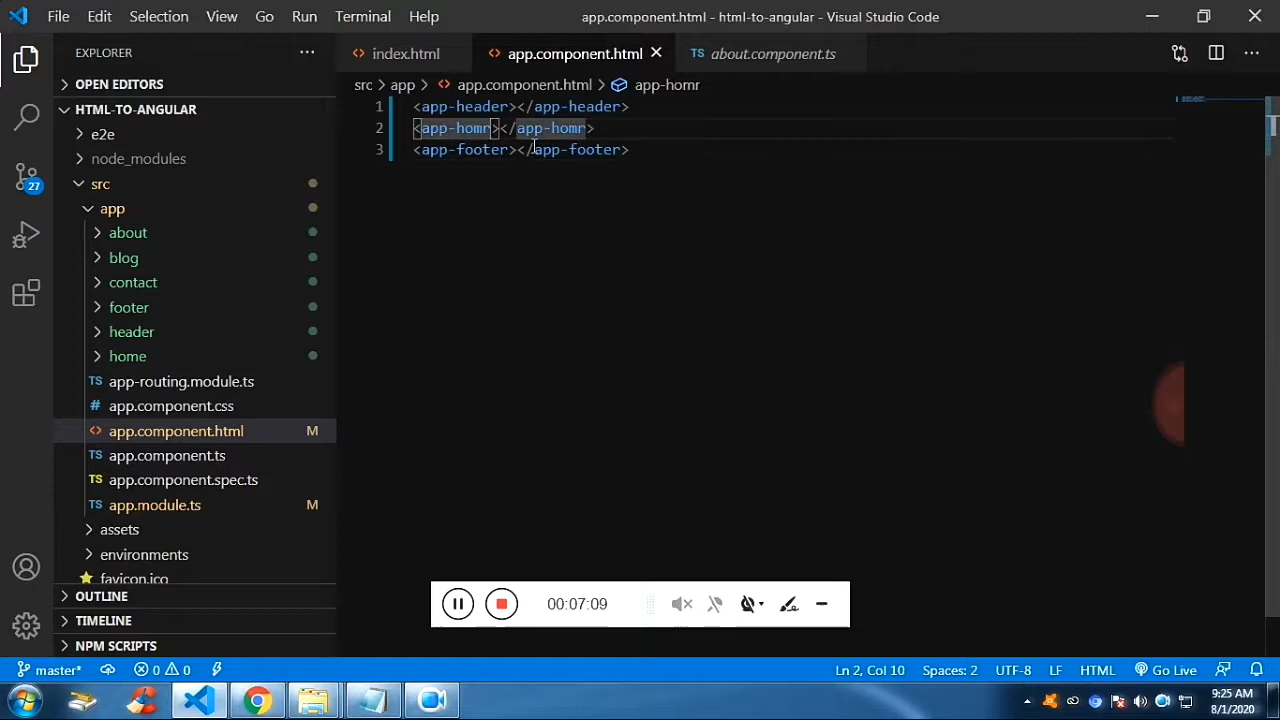 File Edit Selection View Go Run Terminal Help app.component.html - html-to-angular - Visual Studio Code
EXPLORER
OPEN EDITORS
HTML-TO-ANGULAR
e2e
node_modules
src
app
about
blog
contact
footer
header
home
TS app-routing.module.ts
# app.component.css
<> app.component.html M
TS app.component.ts
TS app.component.spec.ts
TS app.module.ts M
assets
environments
favicon.ico
OUTLINE
TIMELINE
NPM SCRIPTS
27
<> index.html <> app.component.html TS about.component.ts
src > app > <> app.component.html > app-homr
1 <app-header></app-header>
2 <app-homr></app-homr>
3 <app-footer></app-footer>
00:07:09
master* 0 0 Ln 2, Col 10 Spaces: 2 UTF-8 LF HTML Go Live
9:25 AM
8/1/2020